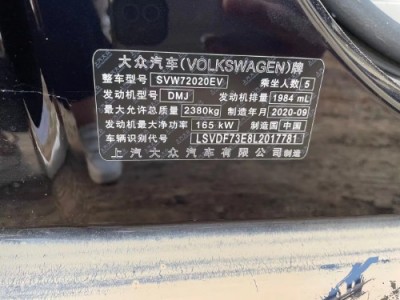 大众汽车(VOLKSWAGEN)牌
整车型号 SVW72020EV 乘坐人数 5
发动机型号 DMJ 发动机排量 1984 mL
最大允许总质量 2380kg 制造年月 2020-09
发动机最大净功率 165 kW 制造国 中国
车辆识别代号 LSVDF73E8L2017781
上汽大众汽车有限公司制造